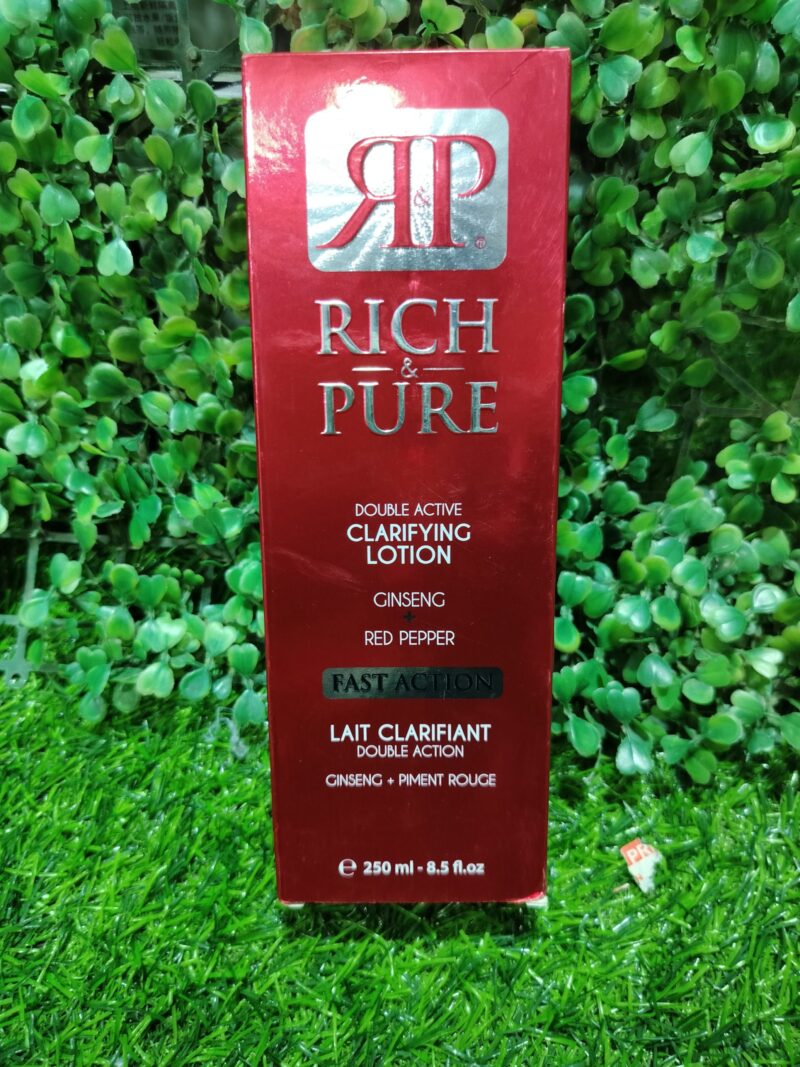 R&P®
RICH
&
PURE
DOUBLE ACTIVE
CLARIFYING
LOTION
GINSENG
+
RED PEPPER
FAST ACTION
LAIT CLARIFIANT
DOUBLE ACTION
GINSENG + PIMENT ROUGE
℮ 250 ml - 8.5 fl.oz
PR